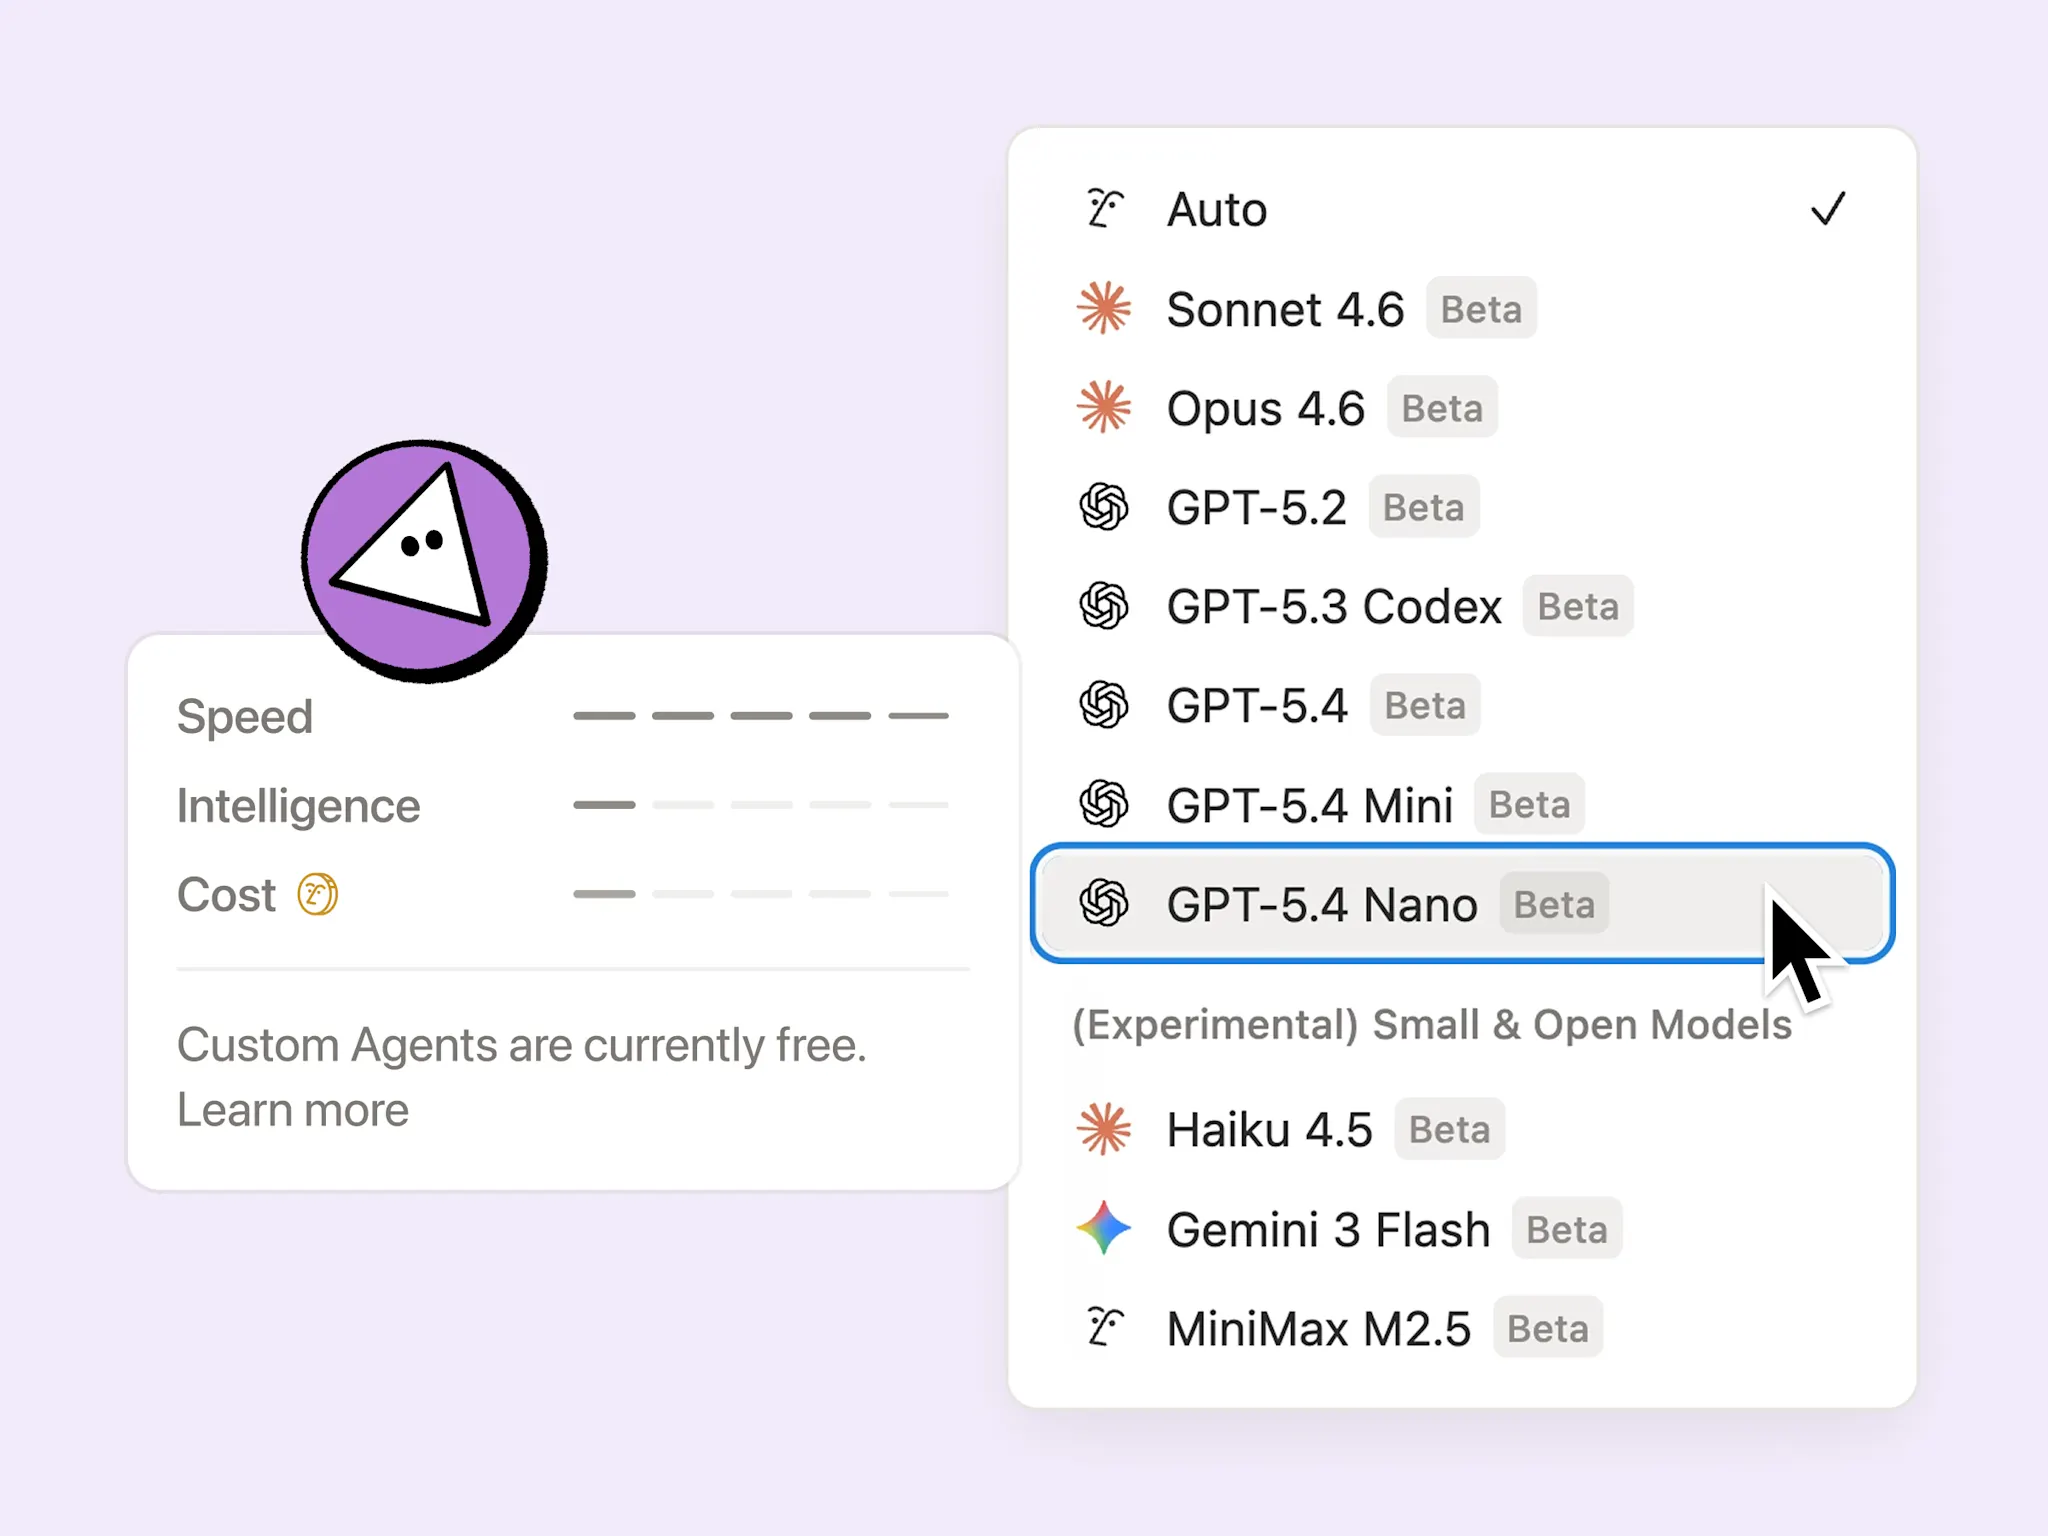 Speed
Intelligence
Cost
Custom Agents are currently free.
Learn more
Auto
Sonnet 4.6 Beta
Opus 4.6 Beta
GPT-5.2 Beta
GPT-5.3 Codex Beta
GPT-5.4 Beta
GPT-5.4 Mini Beta
GPT-5.4 Nano Beta
(Experimental) Small & Open Models
Haiku 4.5 Beta
Gemini 3 Flash Beta
MiniMax M2.5 Beta